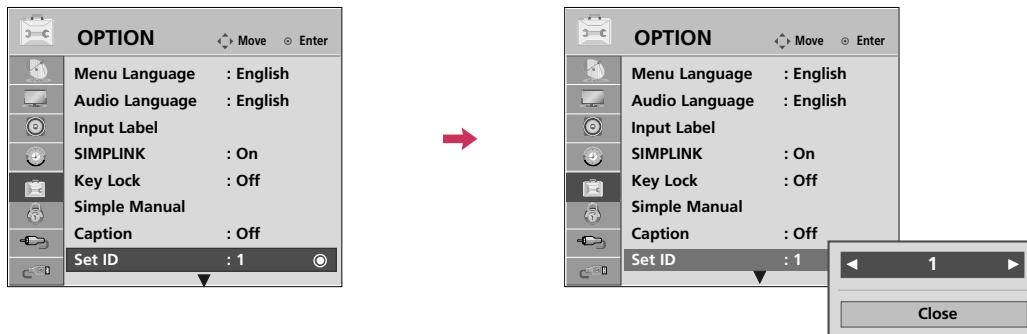 OPTION Move Enter
Menu Language : English
Audio Language : English
Input Label
SIMPLINK : On
Key Lock : Off
Simple Manual
Caption : Off
Set ID : 1
OPTION Move Enter
Menu Language : English
Audio Language : English
Input Label
SIMPLINK : On
Key Lock : Off
Simple Manual
Caption : Off
Set ID : 1
◄ 1 ►
Close